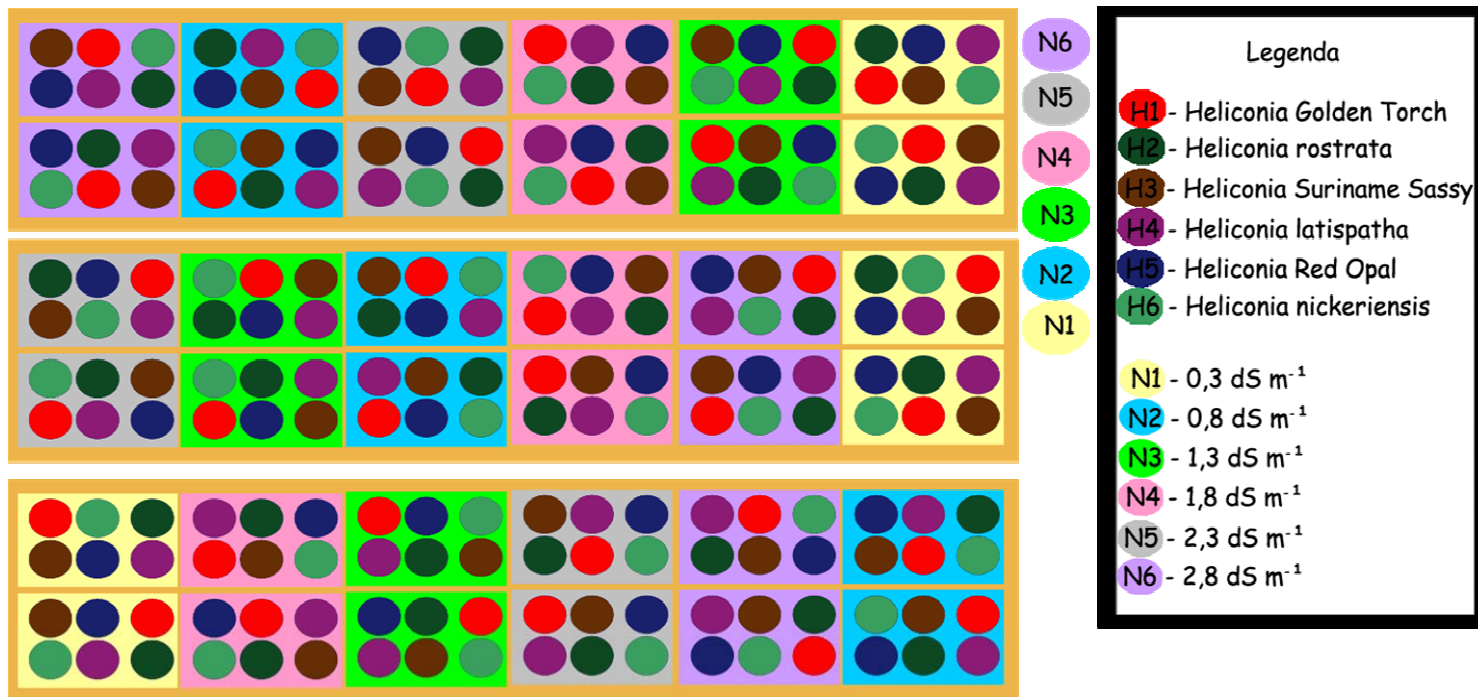 N6
N5
N4
N3
N2
N1
Legenda
H1 - Heliconia Golden Torch
H2 - Heliconia rostrata
H3 - Heliconia Suriname Sassy
H4 - Heliconia latispatha
H5 - Heliconia Red Opal
H6 - Heliconia nickeriensis
N1 - 0,3 dS m⁻¹
N2 - 0,8 dS m⁻¹
N3 - 1,3 dS m⁻¹
N4 - 1,8 dS m⁻¹
N5 - 2,3 dS m⁻¹
N6 - 2,8 dS m⁻¹